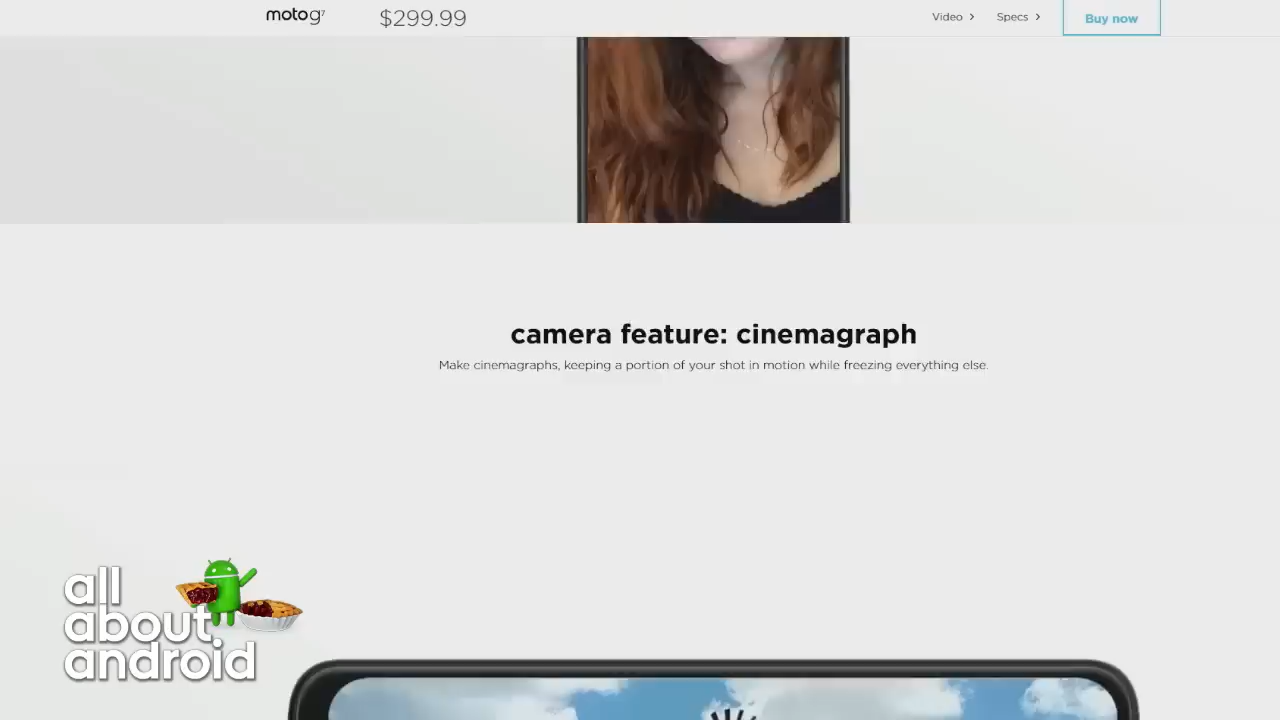 moto g7
$299.99
Video
Specs
Buy now
camera feature: cinemagraph
Make cinemagraphs, keeping a portion of your shot in motion while freezing everything else.
all
about
android